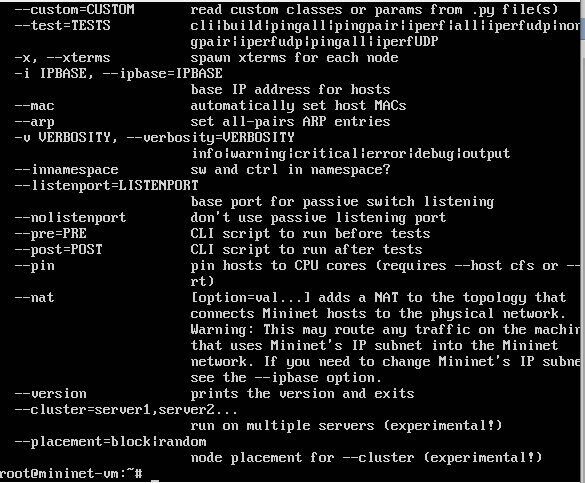 --custom=CUSTOM read custom classes or params from .py file(s)
--test=TESTS cli|build|pingall|pingpair|iperf|all|iperfudp|non
gpair|iperfudp|pingall|iperfUDP
-x, --xterms spawn xterms for each node
-i IPBASE, --ipbase=IPBASE
base IP address for hosts
--mac automatically set host MACs
--arp set all-pairs ARP entries
-v VERBOSITY, --verbosity=VERBOSITY
info|warning|critical|error|debug|output
--innamespace sw and ctrl in namespace?
--listenport=LISTENPORT
base port for passive switch listening
--nolistenport don't use passive listening port
--pre=PRE CLI script to run before tests
--post=POST CLI script to run after tests
--pin pin hosts to CPU cores (requires --host cfs or --
rt)
--nat [option=val...] adds a NAT to the topology that
connects Mininet hosts to the physical network.
Warning: This may route any traffic on the machin
that uses Mininet's IP subnet into the Mininet
network. If you need to change Mininet's IP subne
see the --ipbase option.
--version prints the version and exits
--cluster=server1,server2...
run on multiple servers (experimental!)
--placement=block|random
node placement for --cluster (experimental!)
root@mininet-vm:~# _